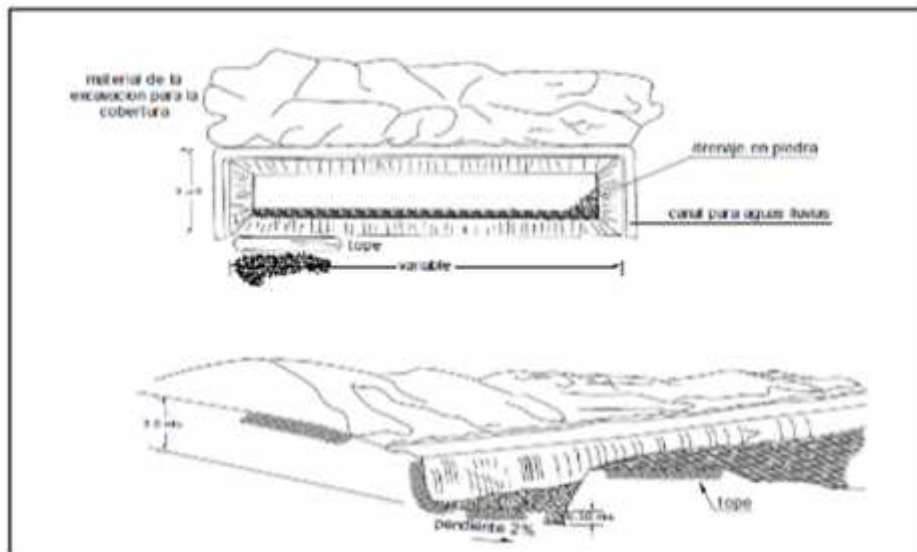 material de la
excavacion para la
cobertura
drenaje en piedra
canal para aguas lluvias
tope
variable
tope
pendiente 2%